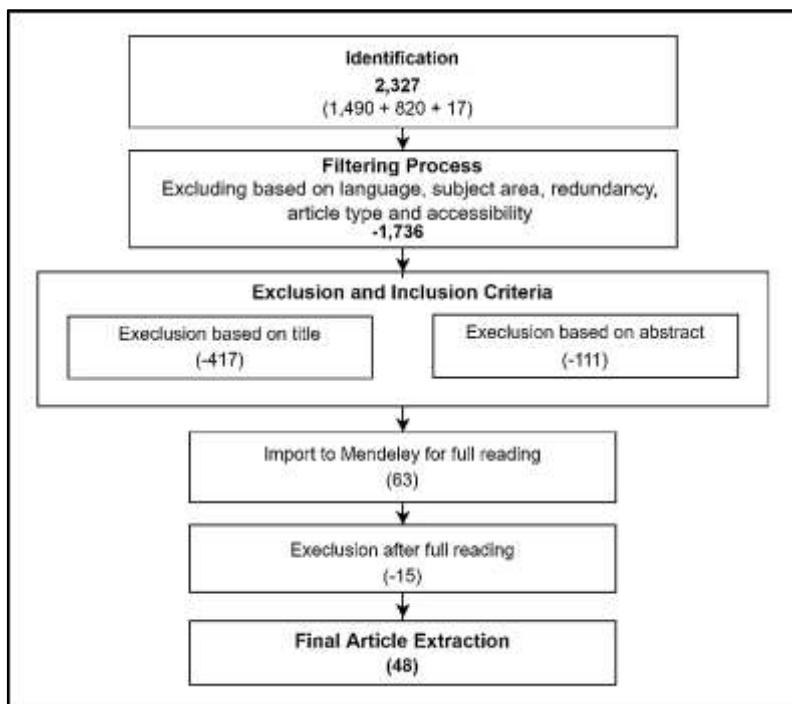 Identification
2,327
(1,490 + 820 + 17)
Filtering Process
Excluding based on language, subject area, redundancy,
article type and accessibility
-1,736
Exclusion and Inclusion Criteria
Execlusion based on title
(-417)
Execlusion based on abstract
(-111)
Import to Mendeley for full reading
(63)
Execlusion after full reading
(-15)
Final Article Extraction
(48)